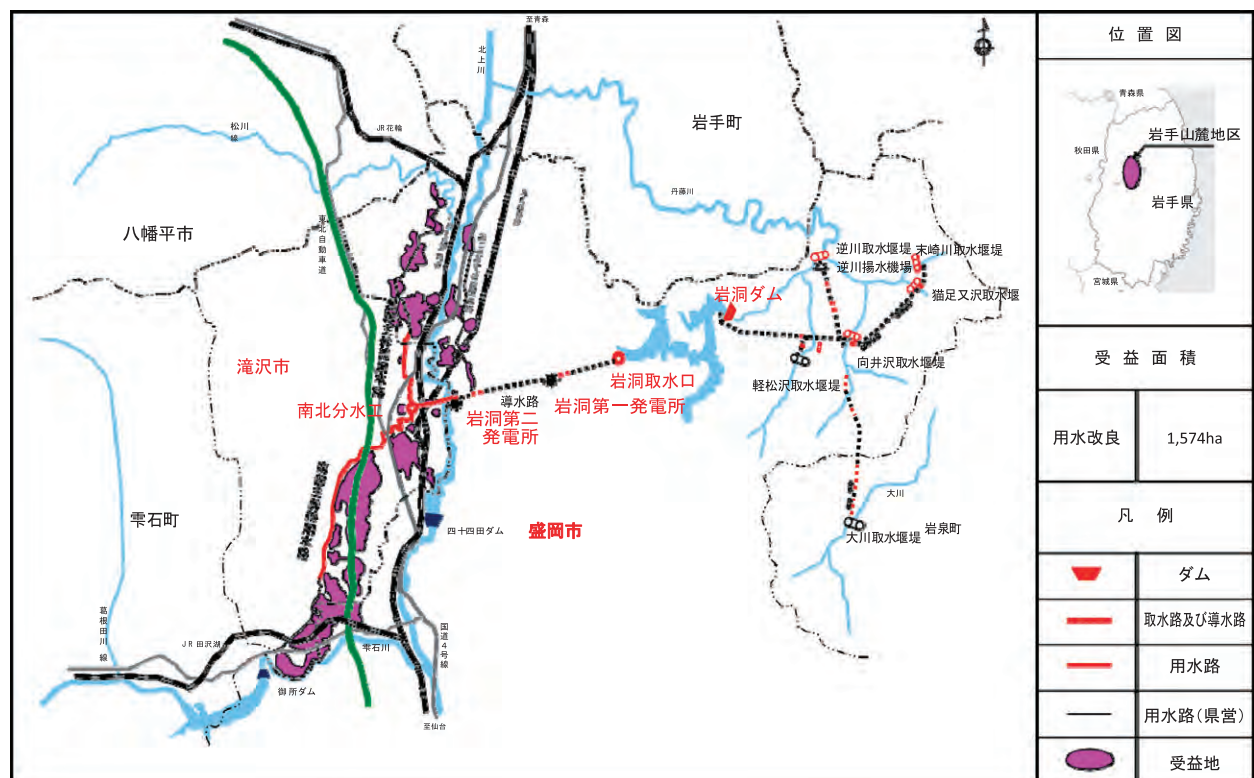 至青森
北上川
松川
線
JR花輪
岩手町
丹藤川
八幡平市
東北自動車道
逆川取水堰堤
末崎川取水堰堤
逆川揚水機場
猫足又沢取水堰
岩洞ダム
滝沢市
向井沢取水堰堤
軽松沢取水堰堤
岩洞取水口
南北分水工
導水路
岩洞第一発電所
岩洞第二
発電所
雫石町
四十四田ダム
盛岡市
大川
大川取水堰堤
岩泉町
葛根田川
線
JR田沢湖
雫石川
国道4号線
御所ダム
至仙台
位置図
青森県
岩手山麓地区
秋田県
岩手県
宮城県
受益面積
用水改良
1,574ha
凡例
ダム
取水路及び導水路
用水路
用水路(県営)
受益地